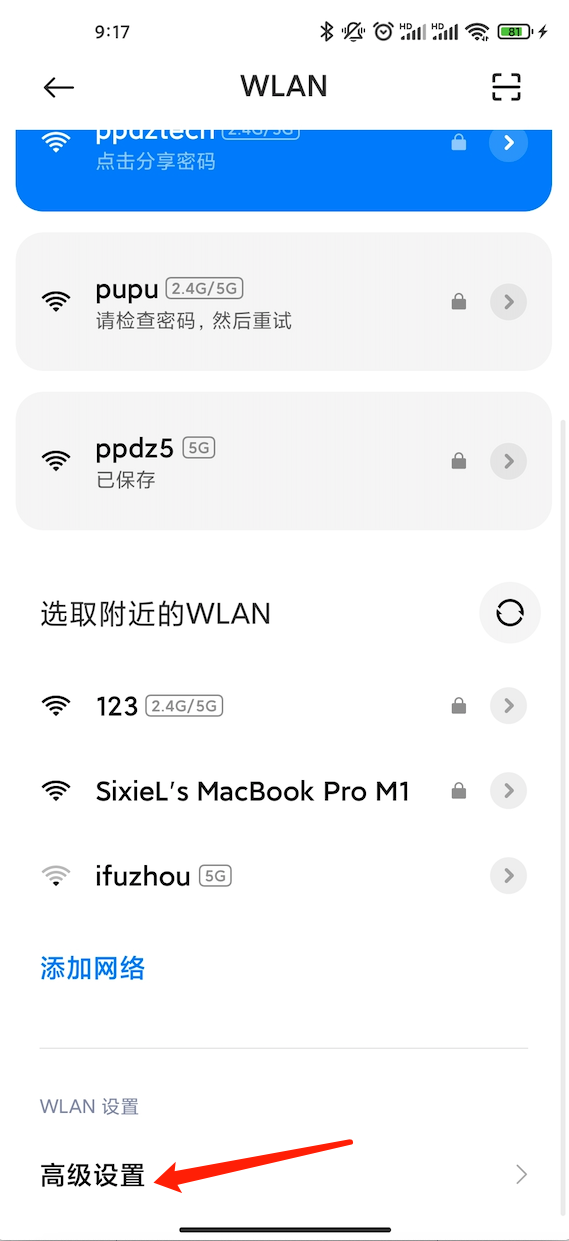 9:17
HD HD 81
WLAN
ppdztech 2.4G/5G
点击分享密码
pupu 2.4G/5G
请检查密码，然后重试
ppdz5 5G
已保存
选取附近的WLAN
123 2.4G/5G
SixieL's MacBook Pro M1
ifuzhou 5G
添加网络
WLAN 设置
高级设置